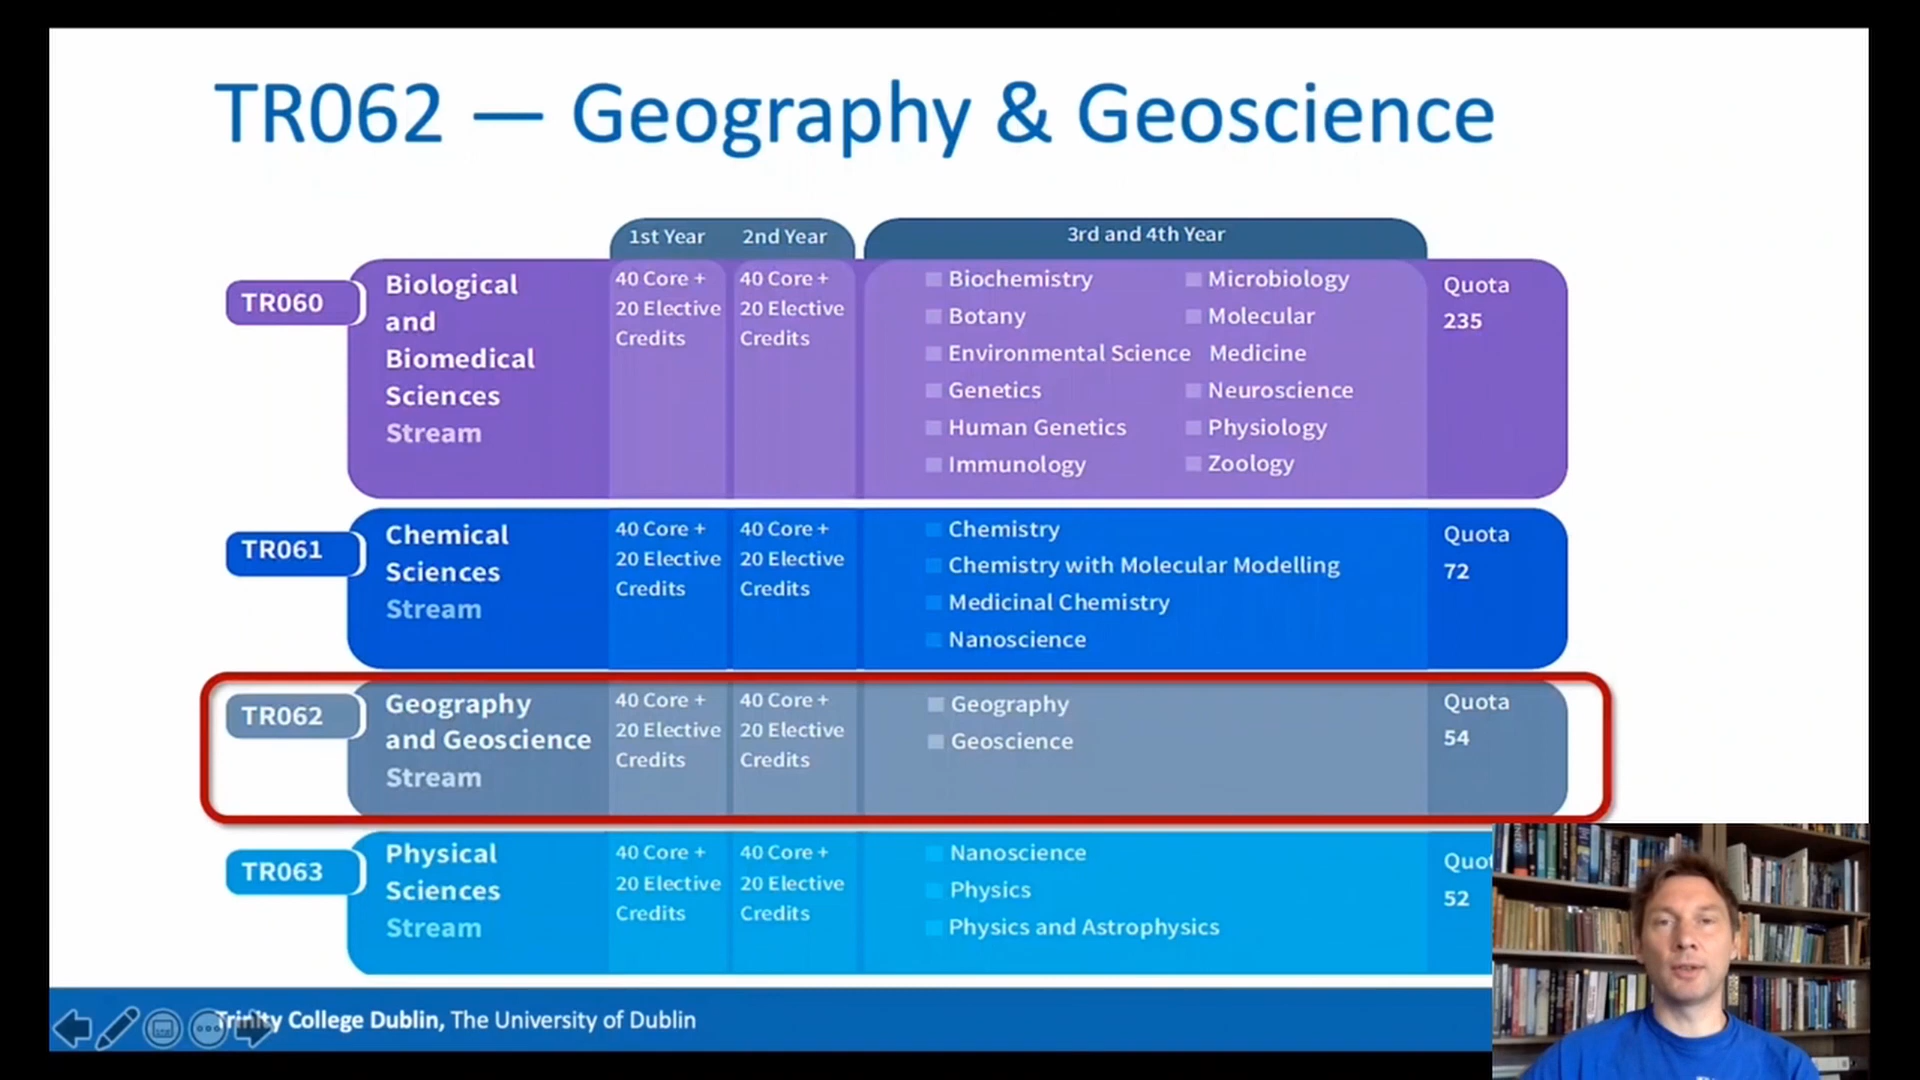 TR062 — Geography & Geoscience
1st Year
2nd Year
3rd and 4th Year
TR060
Biological
and
Biomedical
Sciences
Stream
40 Core +
20 Elective
Credits
40 Core +
20 Elective
Credits
Biochemistry
Botany
Environmental Science
Genetics
Human Genetics
Immunology
Microbiology
Molecular
Medicine
Neuroscience
Physiology
Zoology
Quota
235
TR061
Chemical
Sciences
Stream
40 Core +
20 Elective
Credits
40 Core +
20 Elective
Credits
Chemistry
Chemistry with Molecular Modelling
Medicinal Chemistry
Nanoscience
Quota
72
TR062
Geography
and Geoscience
Stream
40 Core +
20 Elective
Credits
40 Core +
20 Elective
Credits
Geography
Geoscience
Quota
54
TR063
Physical
Sciences
Stream
40 Core +
20 Elective
Credits
40 Core +
20 Elective
Credits
Nanoscience
Physics
Physics and Astrophysics
Quot
52
Trinity College Dublin, The University of Dublin